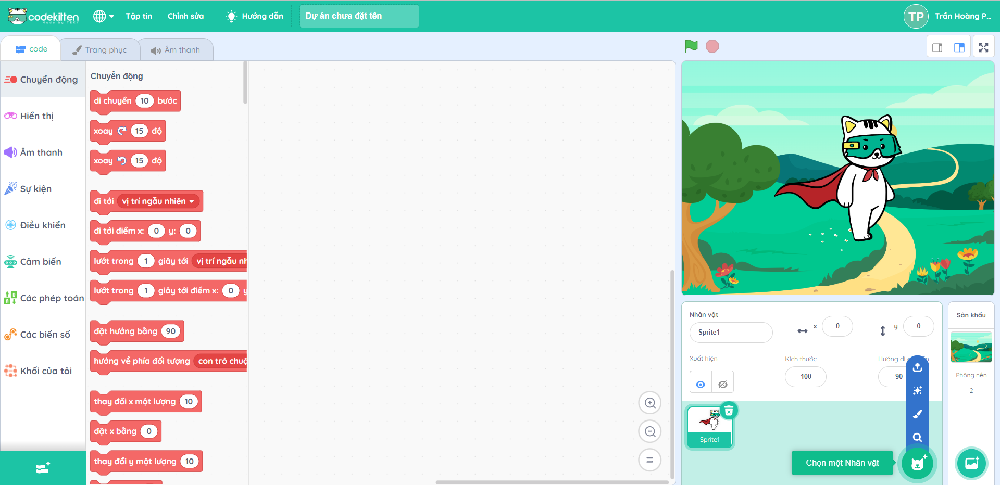 codekitten
Made by TEKY
Tập tin
Chỉnh sửa
Hướng dẫn
Dự án chưa đặt tên
TP
Trần Hoàng P...
code
Trang phục
Âm thanh
Chuyển động
Hiển thị
Âm thanh
Sự kiện
Điều khiển
Cảm biến
Các phép toán
Các biến số
Khối của tôi
Chuyển động
di chuyển 10 bước
xoay 15 độ
xoay 15 độ
đi tới vị trí ngẫu nhiên
đi tới điểm x: 0 y: 0
lướt trong 1 giây tới vị trí ngẫu nh
lướt trong 1 giây tới điểm x: 0 y
đặt hướng bằng 90
hướng về phía đối tượng con trỏ chuộ
thay đổi x một lượng 10
đặt x bằng 0
thay đổi y một lượng 10
Nhân vật
Sprite1
x 0
y 0
Xuất hiện
Kích thước
100
Hướng di
90
Sprite1
Chọn một Nhân vật
Sân khấu
Phông nền
2